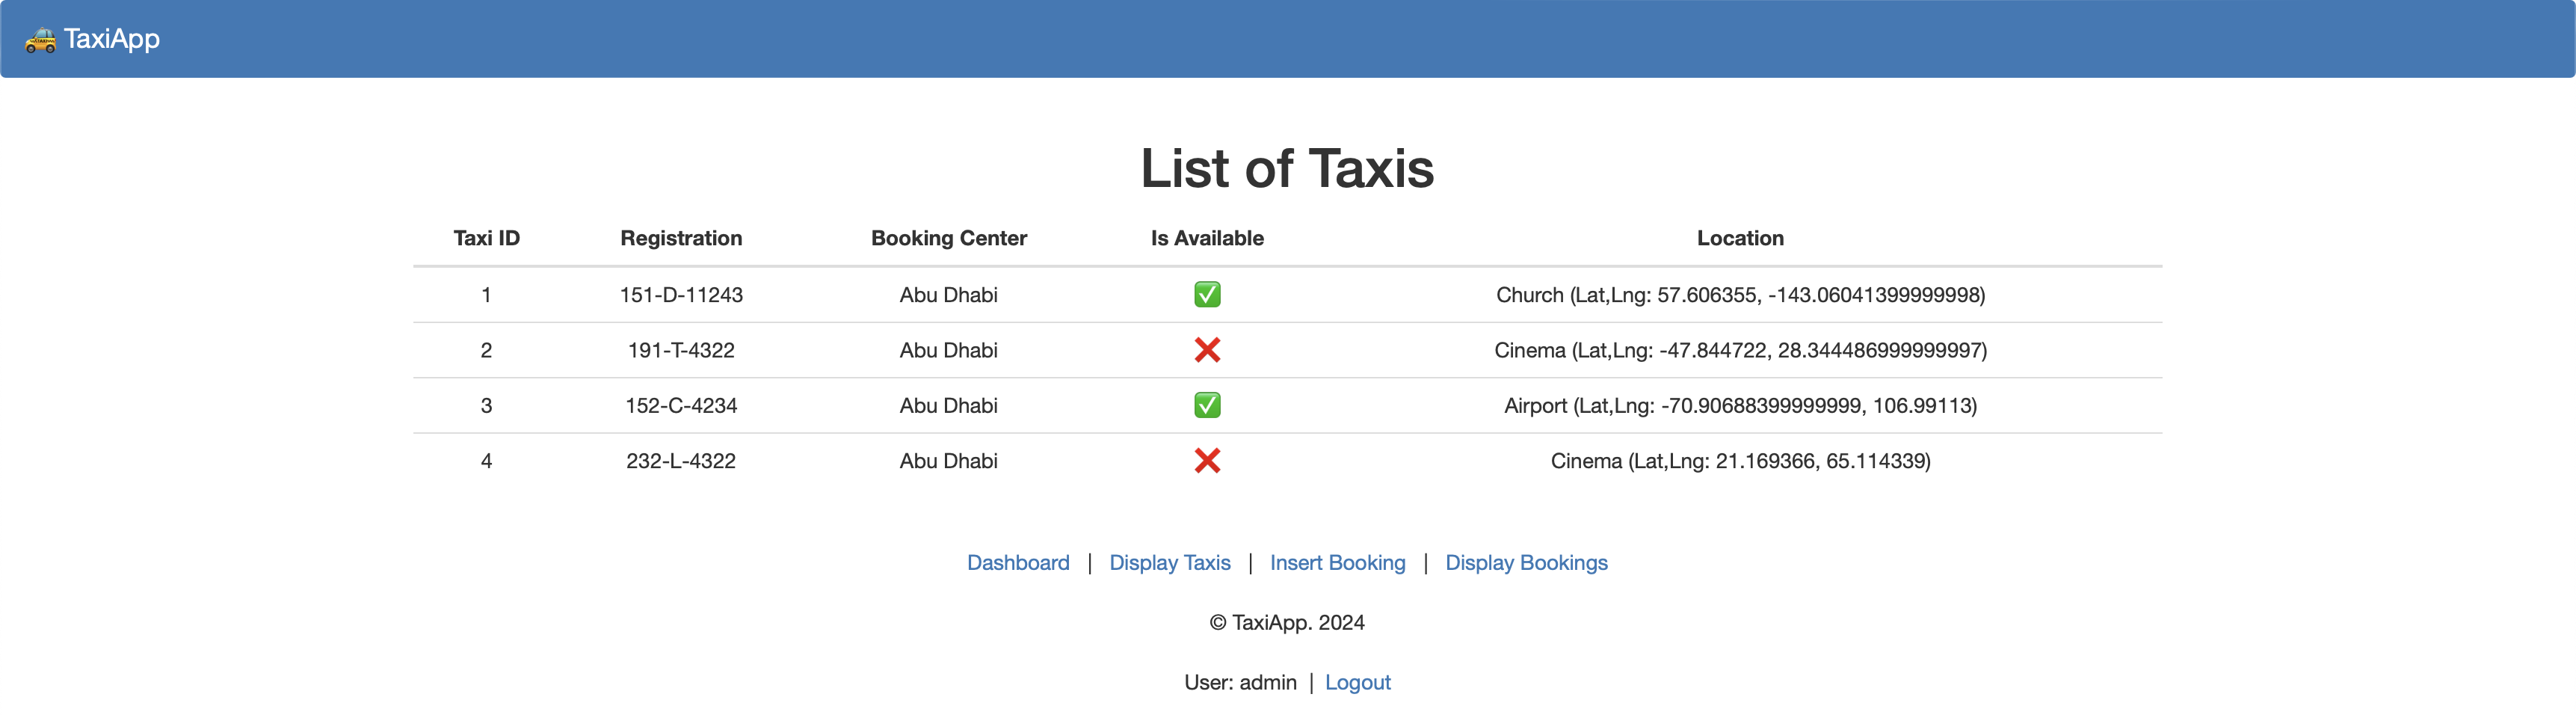 TaxiApp
List of Taxis
Taxi ID Registration Booking Center Is Available Location
1 151-D-11243 Abu Dhabi ✅ Church (Lat,Lng: 57.606355, -143.06041399999998)
2 191-T-4322 Abu Dhabi ❌ Cinema (Lat,Lng: -47.844722, 28.344486999999997)
3 152-C-4234 Abu Dhabi ✅ Airport (Lat,Lng: -70.90688399999999, 106.99113)
4 232-L-4322 Abu Dhabi ❌ Cinema (Lat,Lng: 21.169366, 65.114339)
Dashboard | Display Taxis | Insert Booking | Display Bookings
© TaxiApp. 2024
User: admin | Logout